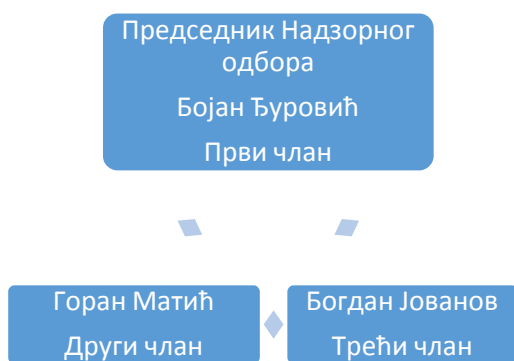 Председник Надзорног
одбора
Бојан Ђуровић
Први члан
Горан Матић
Други члан
Богдан Јованов
Трећи члан